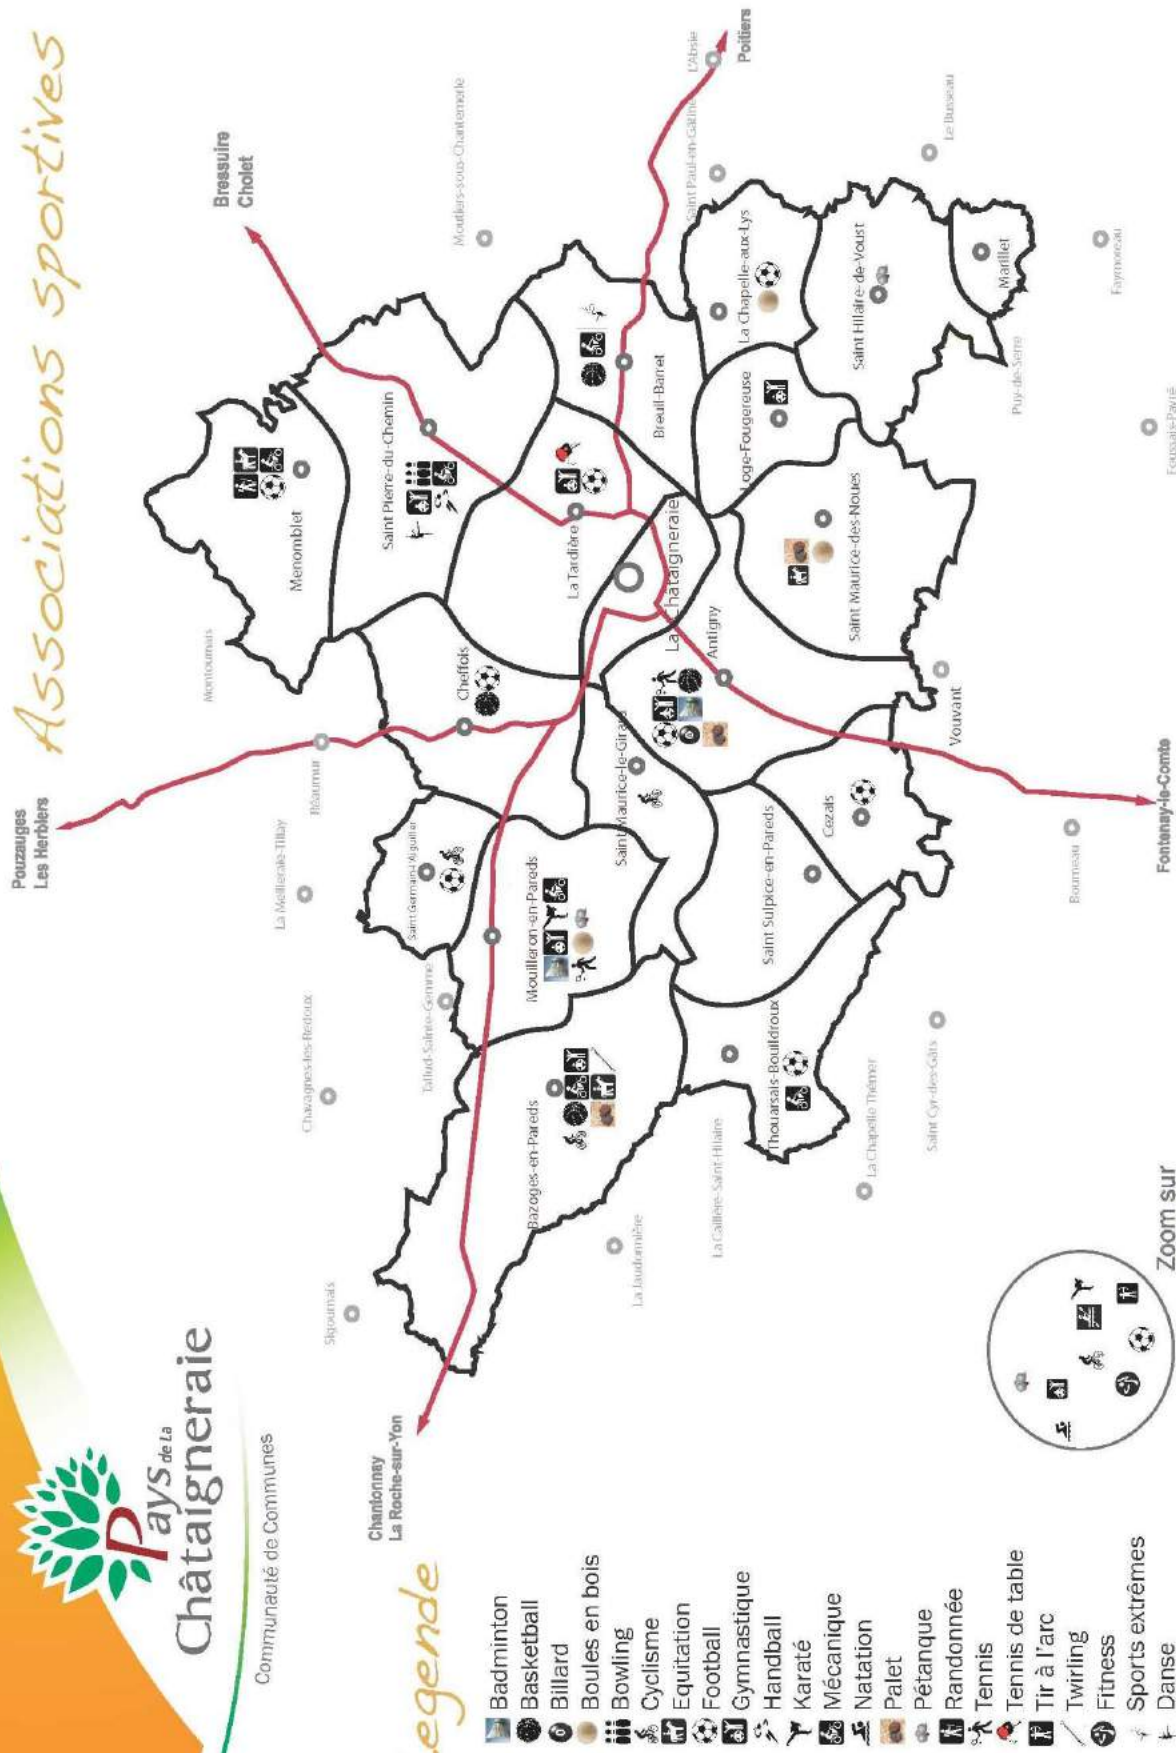 Associations sportives
Pays de La
Châtaigneraie
Communauté de Communes
Pouzauges
Les Herbiers
Bressuire
Cholet
Poitiers
Fontenay-le-Comte
Chantonnay
La Roche-sur-Yon
Montournais
Réaumur
La Meilleraie-Tillay
Chavagnes-les-Redoux
Tallud-Sainte-Gemme
Sigournais
La Jaudonnière
La Caillère-Saint-Hilaire
La Chapelle Thémer
Saint Cyr-des-Gâts
Bourneau
Vouvant
Puy-de-Serre
Faymoreau
Le Busseau
Saint Paul-en-Gâtine
L'Absie
Moutiers-sous-Chantemerle
Menomblet
Saint Pierre-du-Chemin
Cheffois
La Tardière
Breuil-Barret
La Chapelle-aux-Lys
Saint Hilaire-de-Voust
Marillet
Loge-Fougereuse
La Châtaigneraie
Antigny
Saint Maurice-des-Noues
Saint Maurice-le-Girard
Saint Germain-l'Aiguiller
Mouilleron-en-Pareds
Bazoges-en-Pareds
Saint Sulpice-en-Pareds
Cezais
Thouarsais-Bouildroux
egende
Badminton
Basketball
Billard
Boules en bois
Bowling
Cyclisme
Equitation
Football
Gymnastique
Handball
Karaté
Mécanique
Natation
Palet
Pétanque
Randonnée
Tennis
Tennis de table
Tir à l'arc
Twirling
Fitness
Sports extrêmes
Danse
Zoom sur